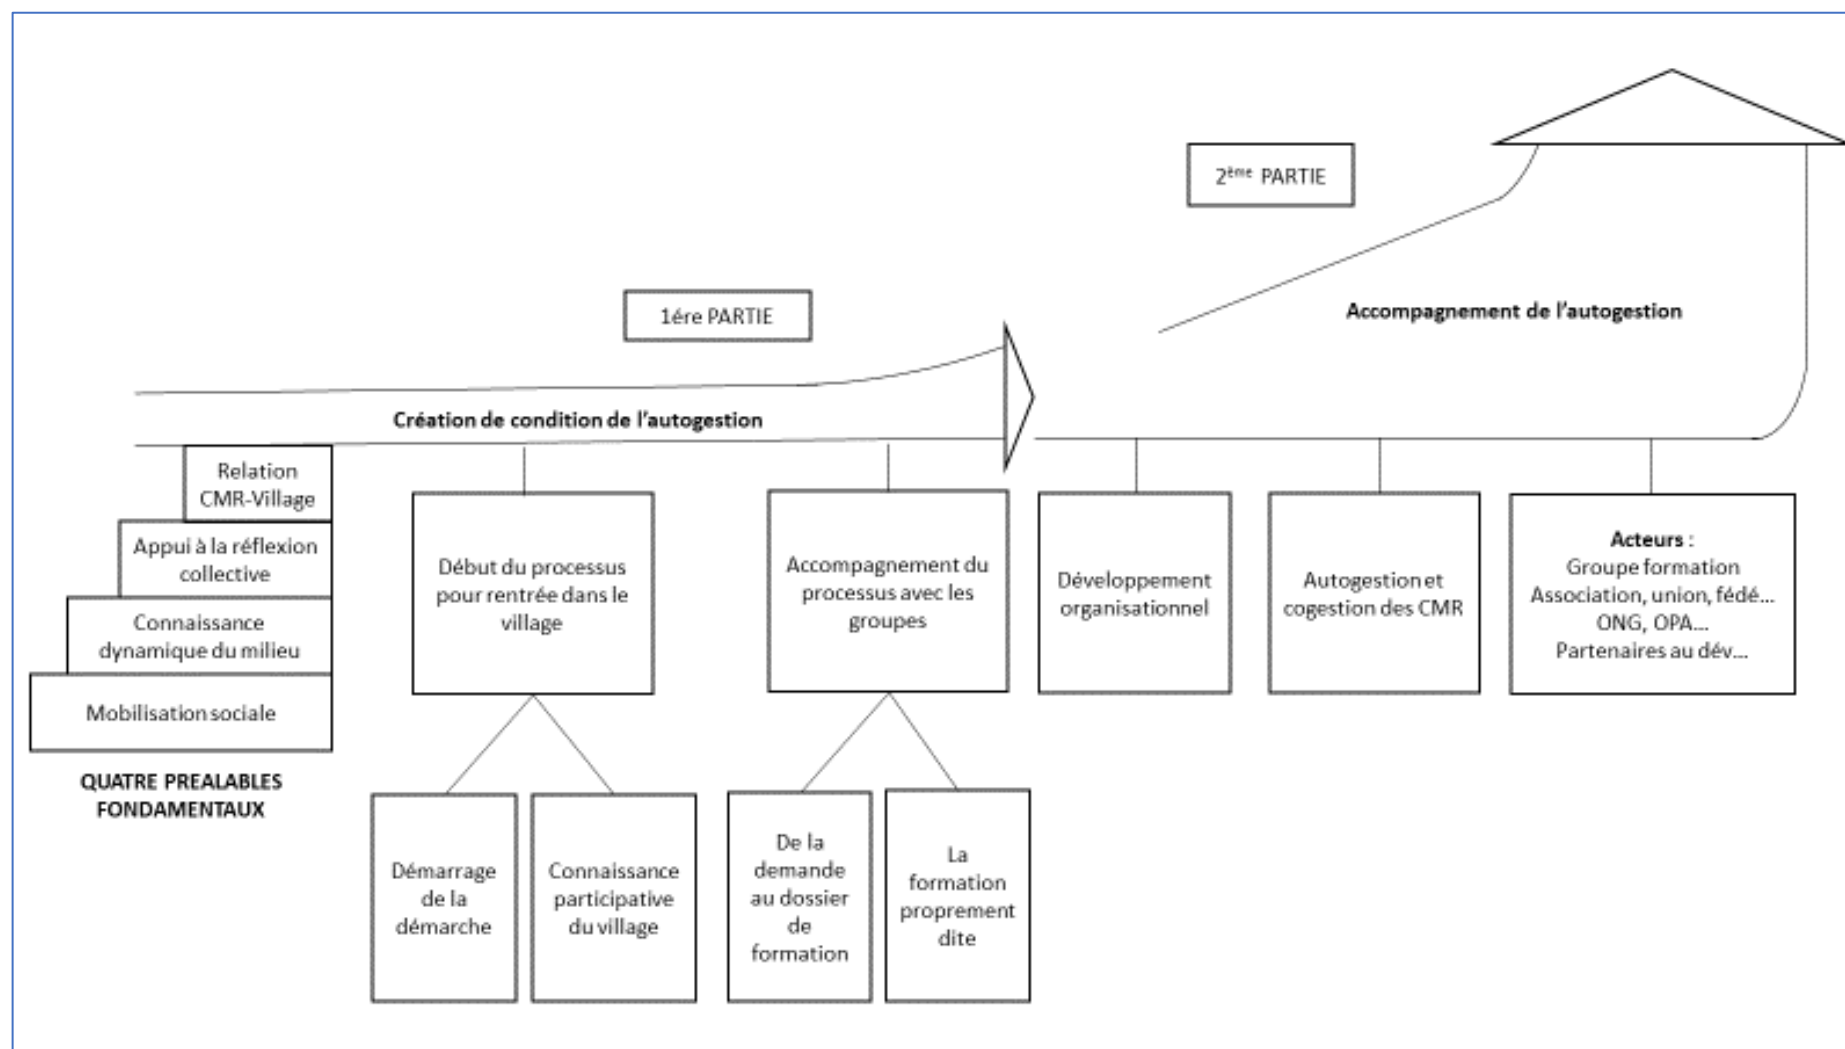 2ème PARTIE
1ére PARTIE
Accompagnement de l'autogestion
Création de condition de l'autogestion
Relation
CMR-Village
Appui à la réflexion
collective
Connaissance
dynamique du milieu
Mobilisation sociale
QUATRE PREALABLES
FONDAMENTAUX
Début du processus
pour rentrée dans le
village
Accompagnement du
processus avec les
groupes
Développement
organisationnel
Autogestion et
cogestion des CMR
Acteurs :
Groupe formation
Association, union, fédé...
ONG, OPA...
Partenaires au dév...
Démarrage
de la
démarche
Connaissance
participative
du village
De la
demande
au dossier
de
formation
La
formation
proprement
dite